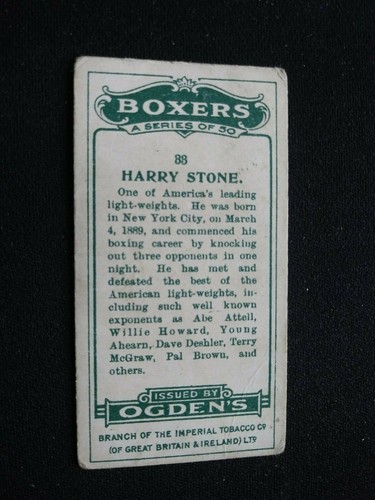 BOXERS
A SERIES OF 50
33
HARRY STONE.
One of America's leading
light-weights. He was born
in New York City, on March
4, 1889, and commenced his
boxing career by knocking
out three opponents in one
night. He has met and
defeated the best of the
American light-weights, in-
cluding such well known
exponents as Abe Attell,
Willie Howard, Young
Ahearn, Dave Deshler, Terry
McGraw, Pal Brown, and
others.
ISSUED BY
OGDEN'S
BRANCH OF THE IMPERIAL TOBACCO Co
(OF GREAT BRITAIN & IRELAND) LTD